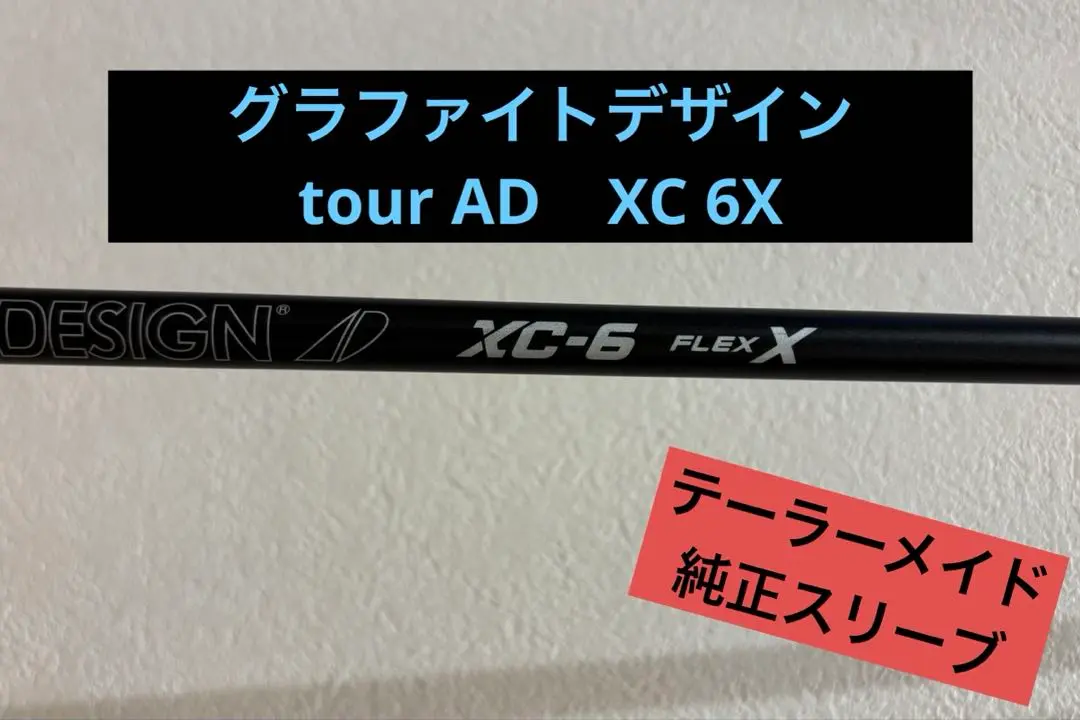 グラファイトデザイン
tour AD　XC 6X
DESIGN® AD XC-6 FLEX X
テーラーメイド
純正スリーブ